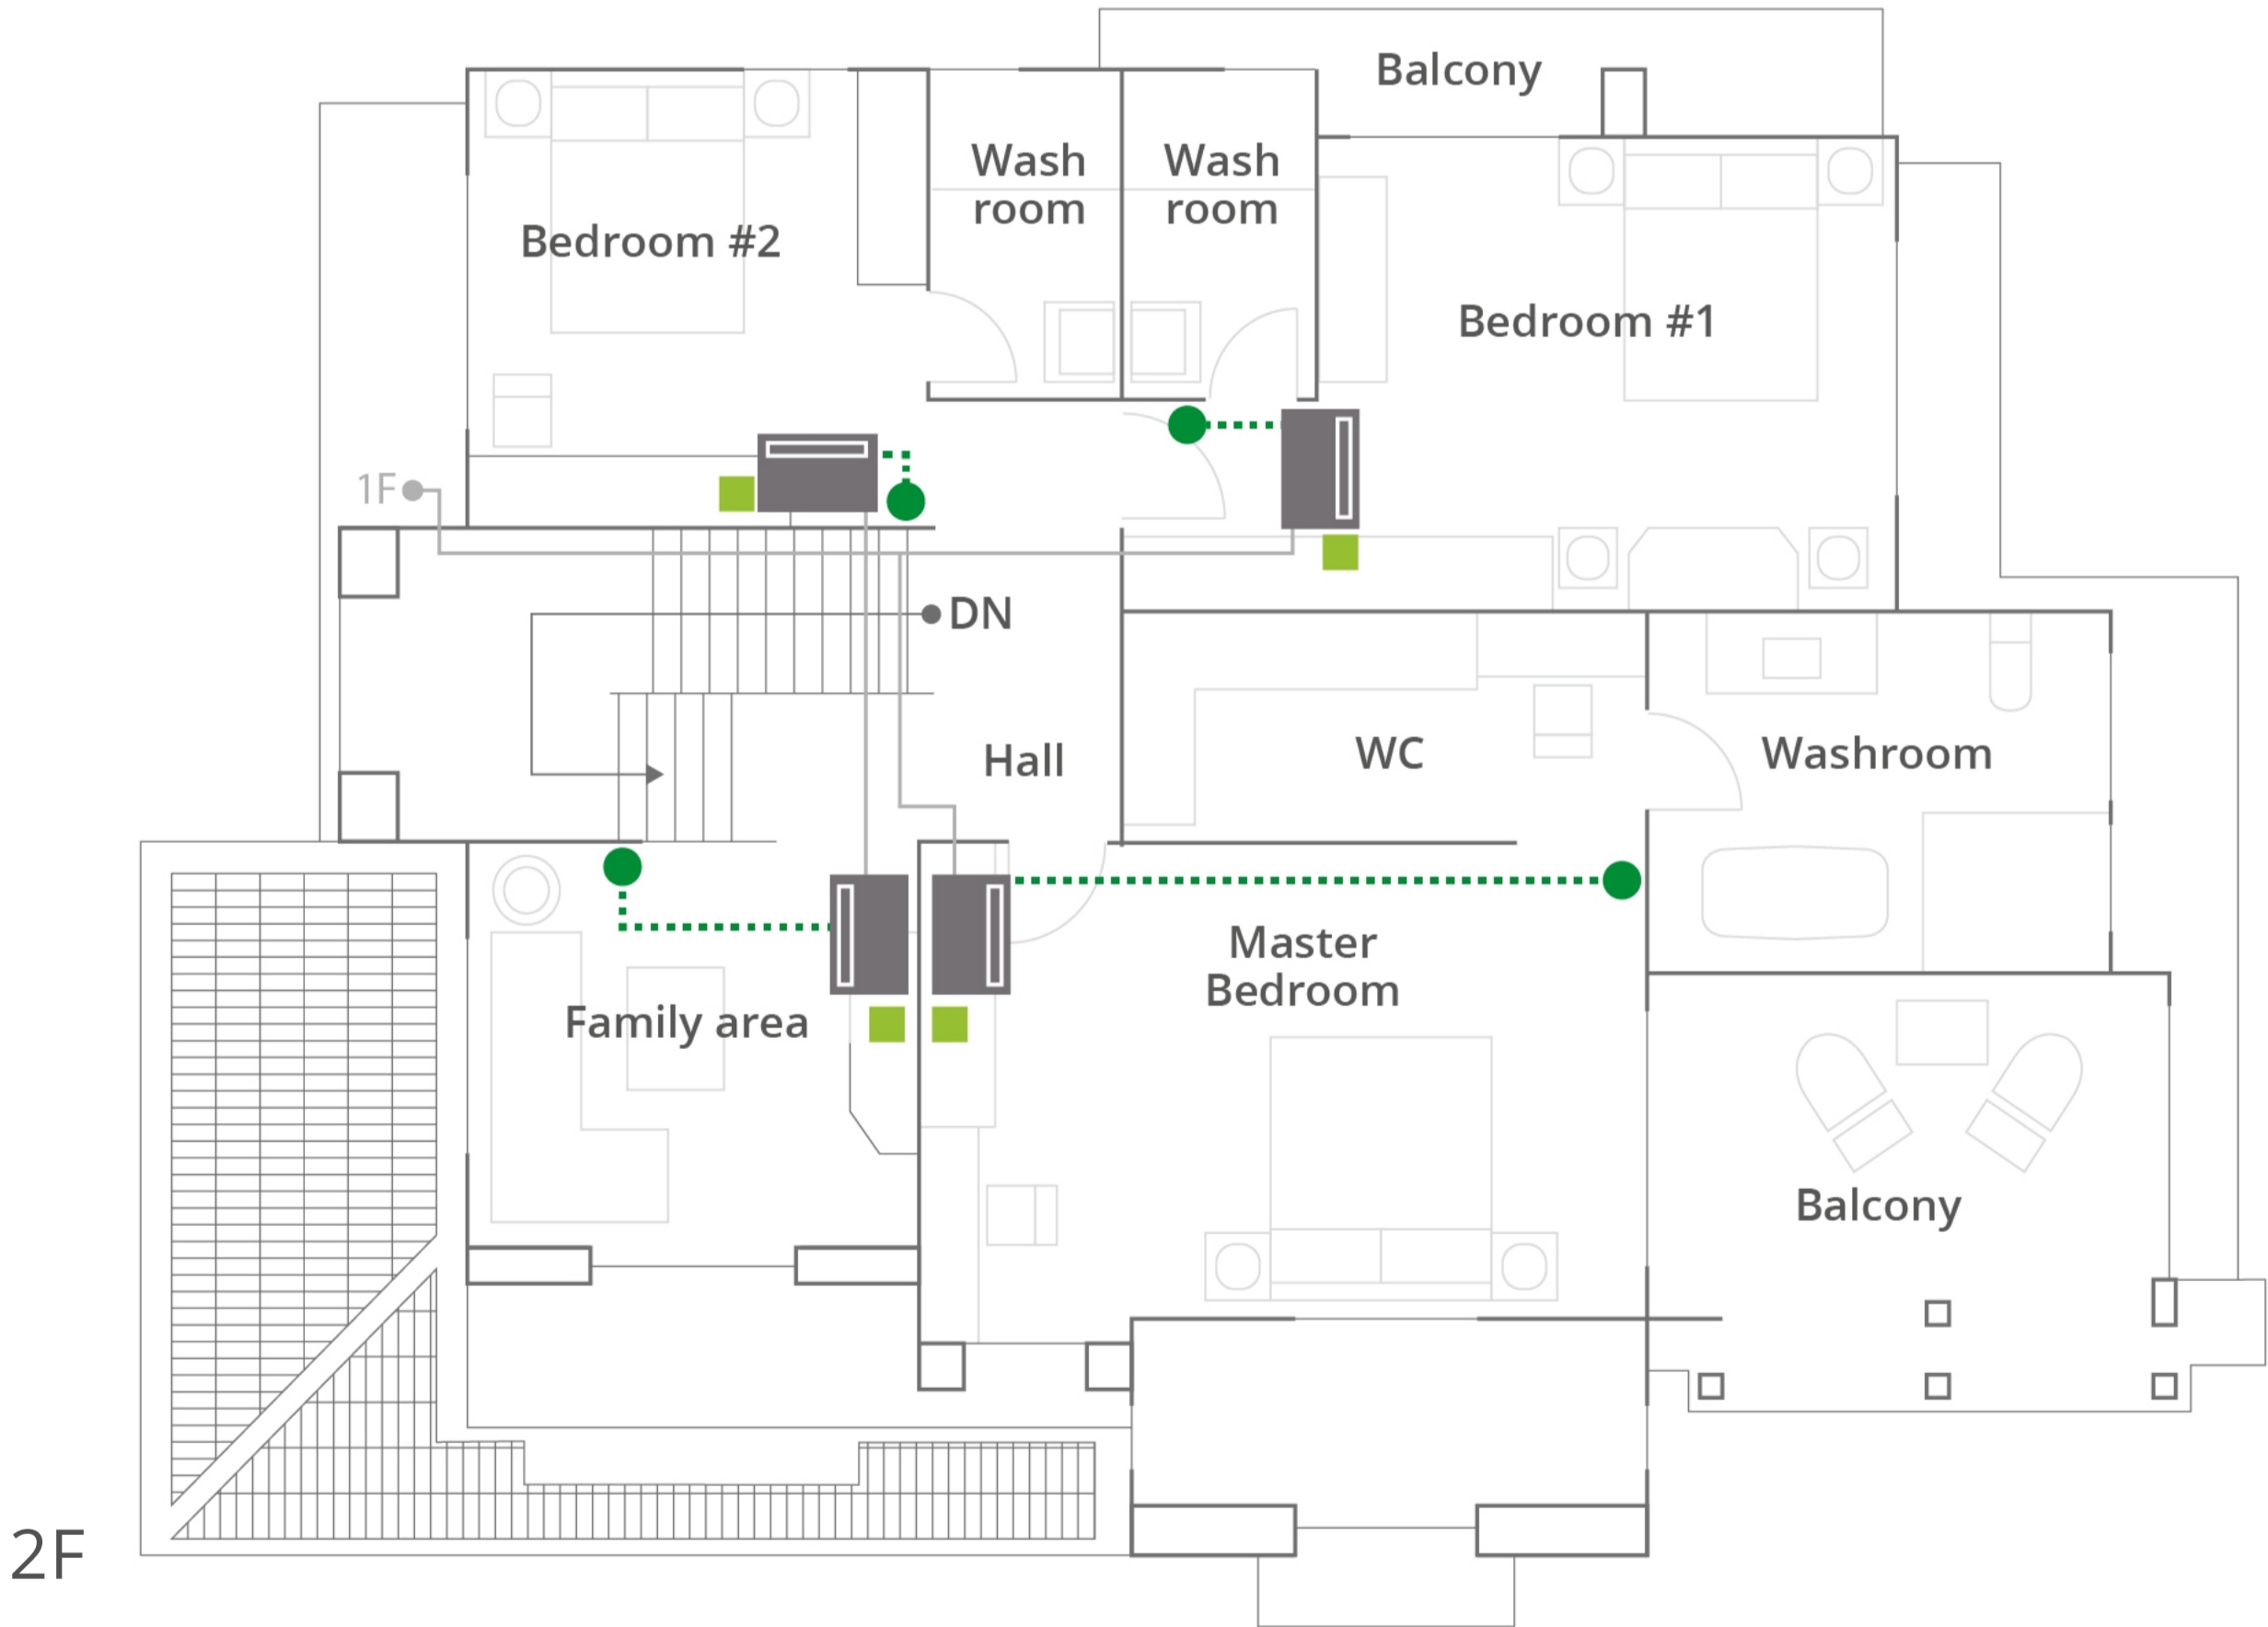 Balcony
Wash
room
Wash
room
Bedroom #2
Bedroom #1
1F
DN
Hall
WC
Washroom
Master
Bedroom
Family area
Balcony
2F